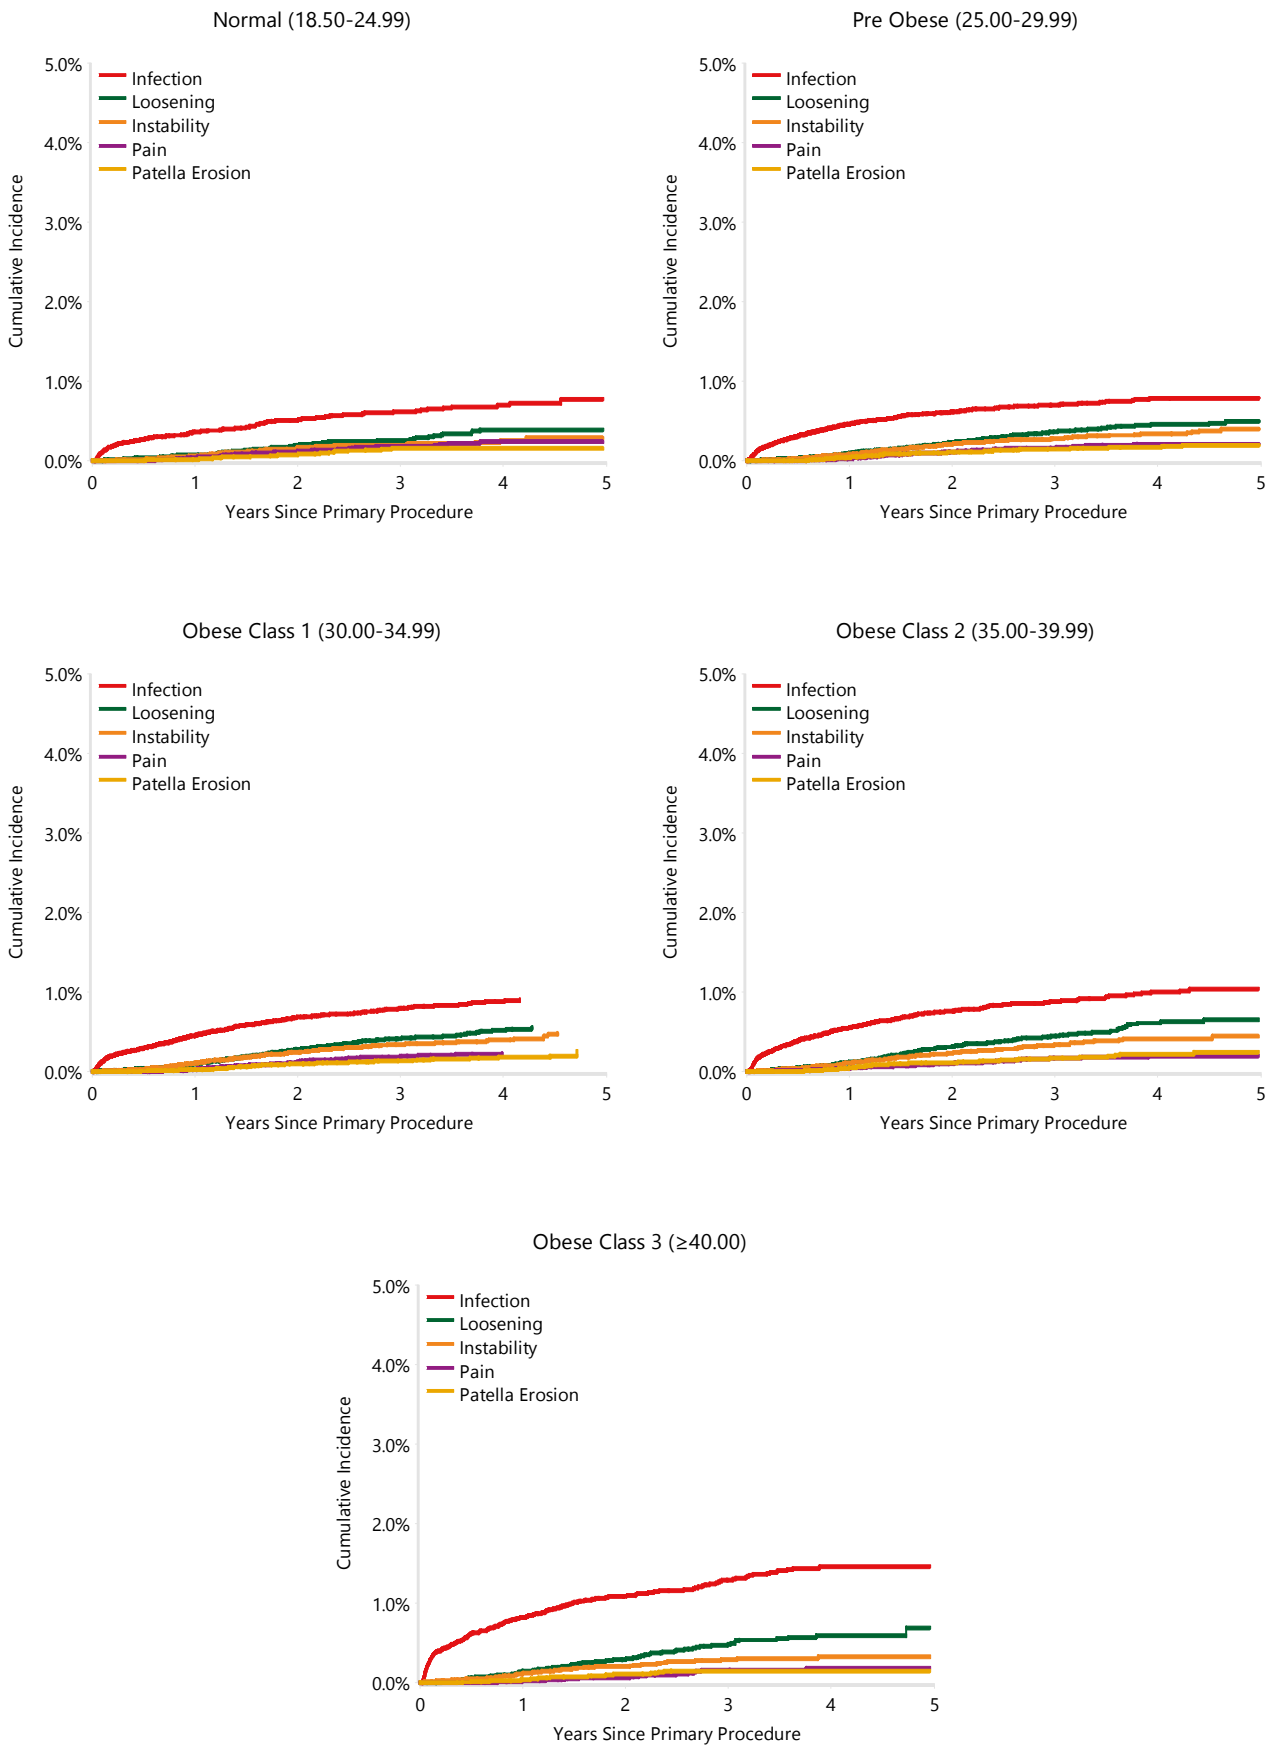 Normal (18.50-24.99)
5.0%
4.0%
3.0%
2.0%
1.0%
0.0%
Cumulative Incidence
Infection
Loosening
Instability
Pain
Patella Erosion
0 1 2 3 4 5
Years Since Primary Procedure
Pre Obese (25.00-29.99)
5.0%
4.0%
3.0%
2.0%
1.0%
0.0%
Cumulative Incidence
Infection
Loosening
Instability
Pain
Patella Erosion
0 1 2 3 4 5
Years Since Primary Procedure
Obese Class 1 (30.00-34.99)
5.0%
4.0%
3.0%
2.0%
1.0%
0.0%
Cumulative Incidence
Infection
Loosening
Instability
Pain
Patella Erosion
0 1 2 3 4 5
Years Since Primary Procedure
Obese Class 2 (35.00-39.99)
5.0%
4.0%
3.0%
2.0%
1.0%
0.0%
Cumulative Incidence
Infection
Loosening
Instability
Pain
Patella Erosion
0 1 2 3 4 5
Years Since Primary Procedure
Obese Class 3 (≥40.00)
5.0%
4.0%
3.0%
2.0%
1.0%
0.0%
Cumulative Incidence
Infection
Loosening
Instability
Pain
Patella Erosion
0 1 2 3 4 5
Years Since Primary Procedure